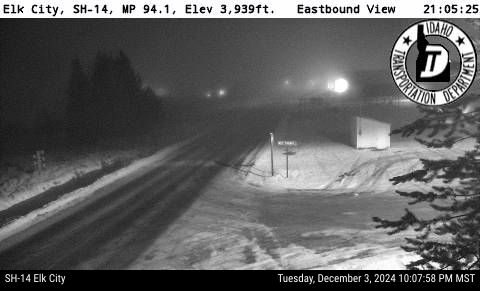 Elk City, SH-14, MP 94.1, Elev 3,939ft. Eastbound View 21:05:25
IDAHO
TRANSPORTATION DEPARTMENT
SH-14 Elk City Tuesday, December 3, 2024 10:07:58 PM MST